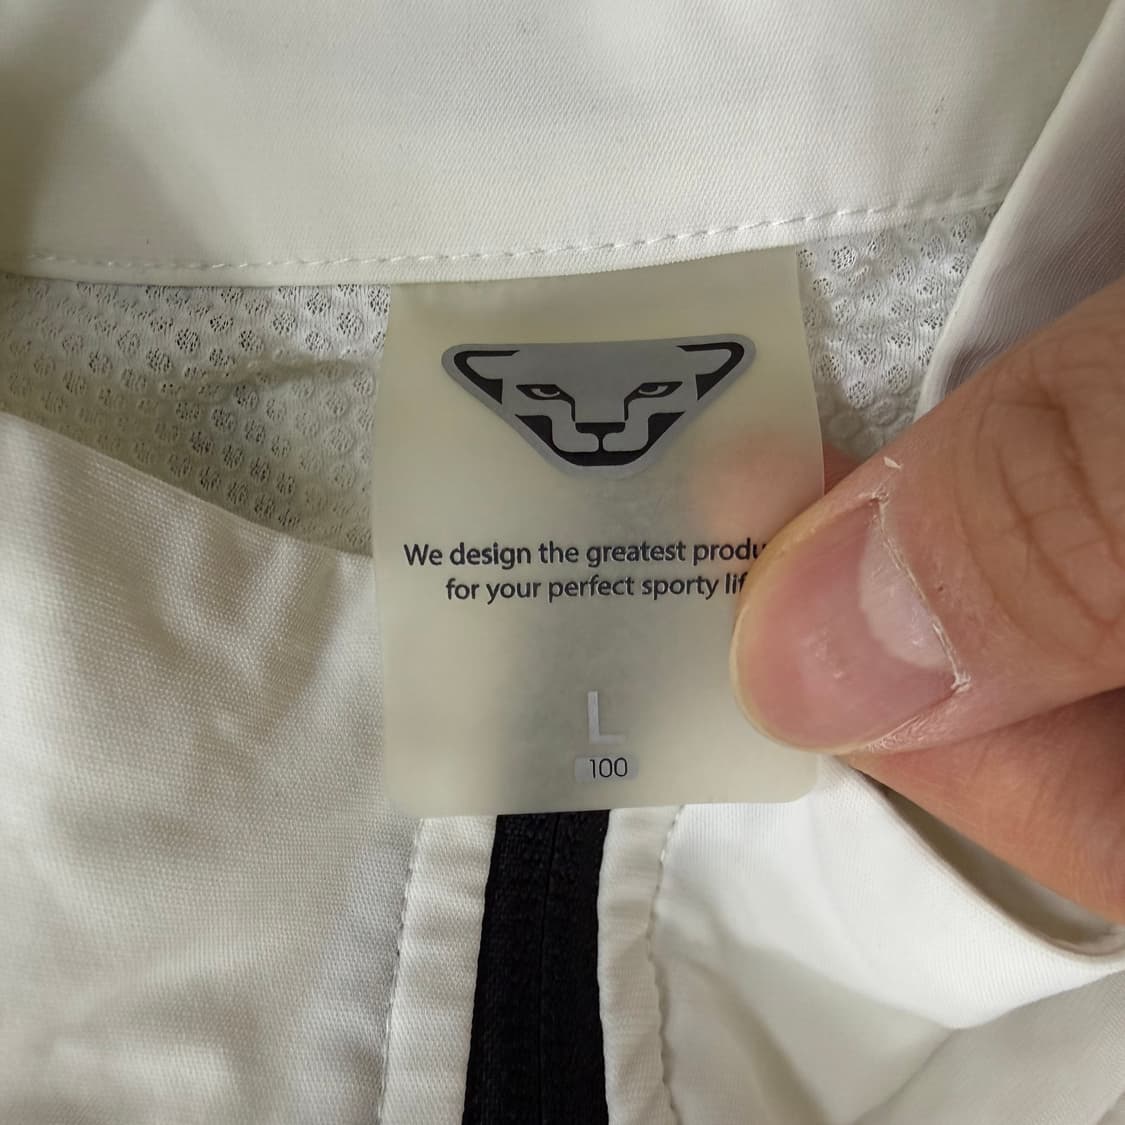 We design the greatest produ
for your perfect sporty lif
L
100